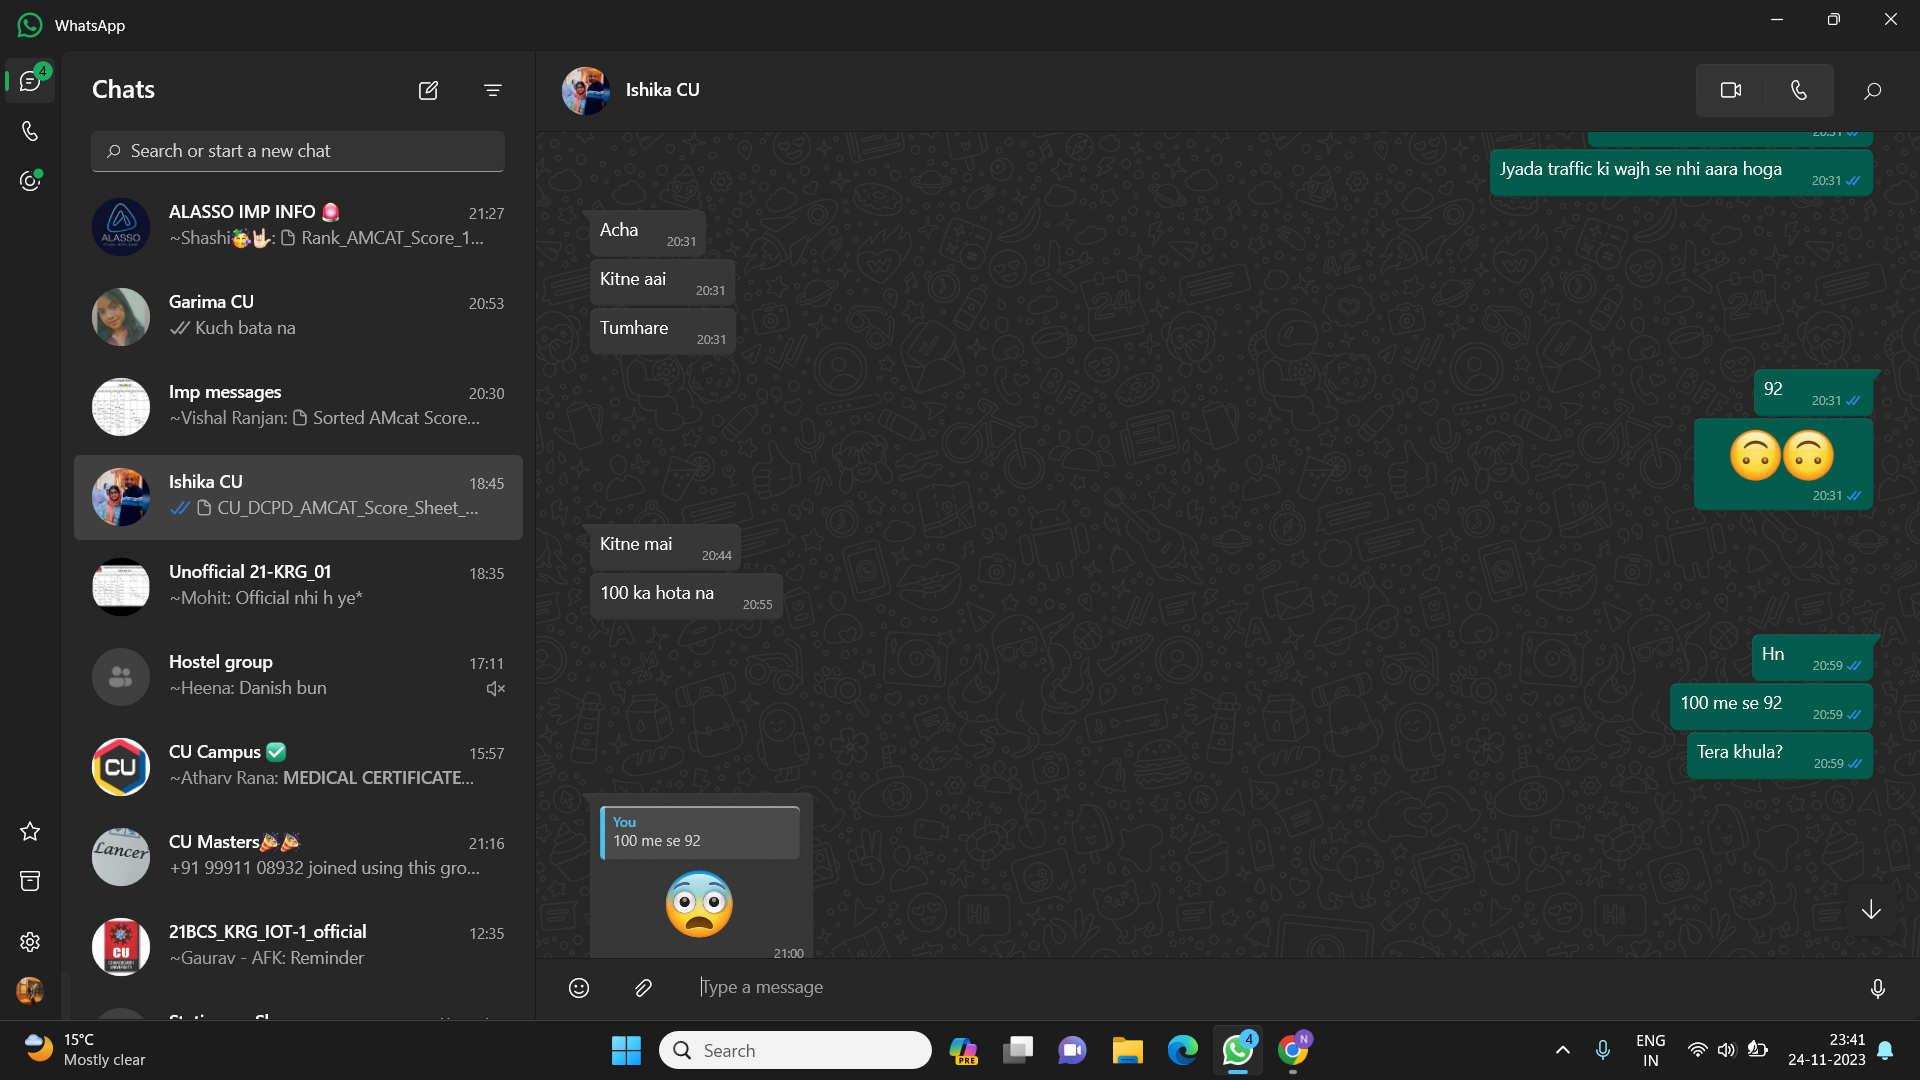 WhatsApp
4
Chats
Search or start a new chat
ALASSO IMP INFO 🚨
21:27
~Shashi🥳🤟🏻: Rank_AMCAT_Score_1...
ALASSO
Garima CU
20:53
Kuch bata na
Imp messages
20:30
~Vishal Ranjan: Sorted AMcat Score...
Ishika CU
18:45
CU_DCPD_AMCAT_Score_Sheet_...
Unofficial 21-KRG_01
18:35
~Mohit: Official nhi h ye*
Hostel group
17:11
~Heena: Danish bun
CU Campus ✅
15:57
~Atharv Rana: MEDICAL CERTIFICATE...
CU
CU Masters🎉🎉
21:16
+91 99911 08932 joined using this gro...
Lancer
21BCS_KRG_IOT-1_official
12:35
~Gaurav - AFK: Reminder
CU
Ishika CU
20:31
Jyada traffic ki wajh se nhi aara hoga
20:31
Acha
20:31
Kitne aai
20:31
Tumhare
20:31
92
20:31
🙃🙃
20:31
Kitne mai
20:44
100 ka hota na
20:55
Hn
20:59
100 me se 92
20:59
Tera khula?
20:59
You
100 me se 92
😨
21:00
Type a message
15°C
Mostly clear
Search
PRE
4
N
ENG
IN
23:41
24-11-2023